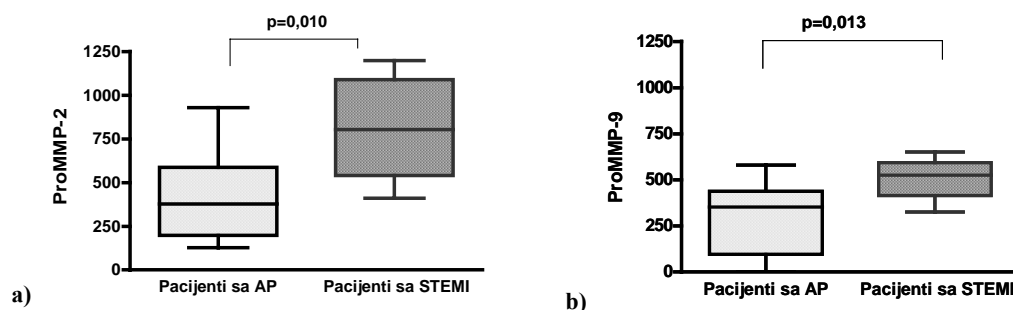 p=0,010
1250
1000
750
500
250
0
ProMMP-2
Pacijenti sa AP Pacijenti sa STEMI
a)
p=0,013
1250
1000
750
500
250
0
ProMMP-9
Pacijenti sa AP Pacijenti sa STEMI
b)